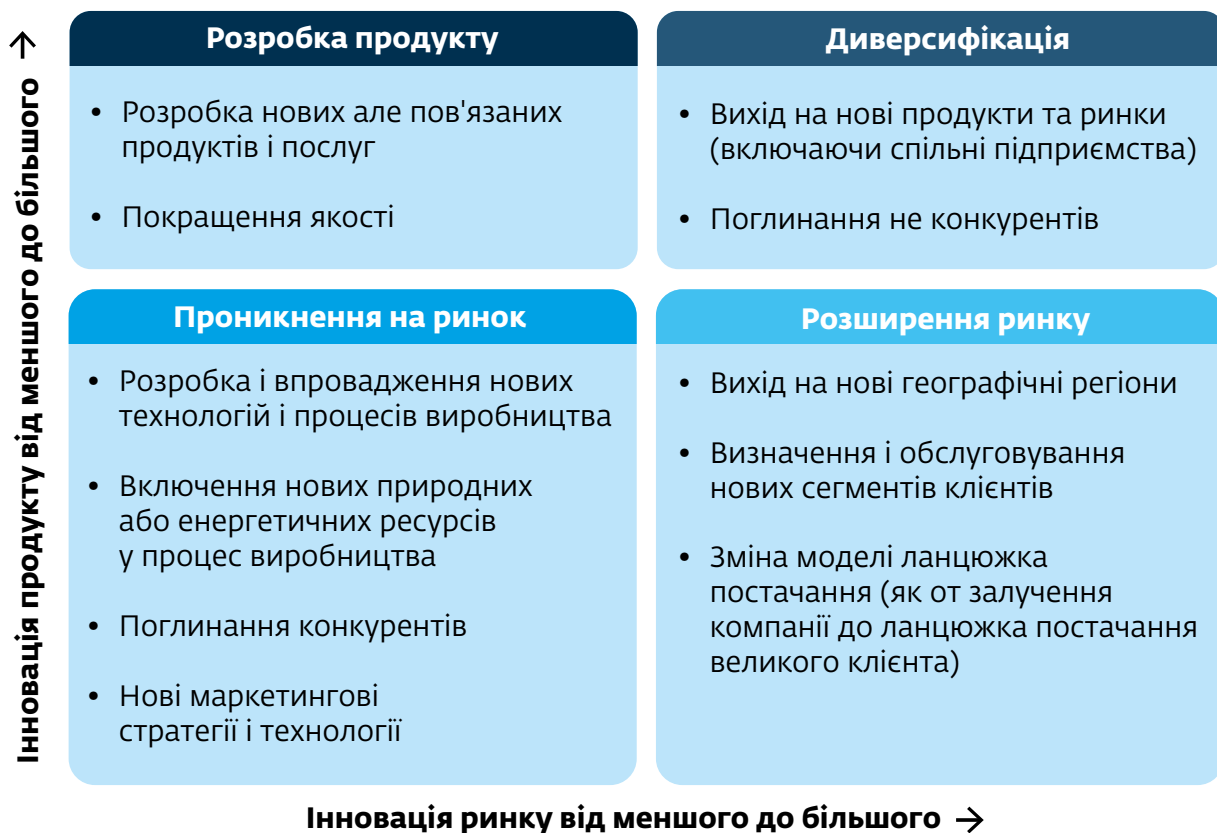 Інновація продукту від меншого до більшого →
Розробка продукту
• Розробка нових але пов'язаних
продуктів і послуг
• Покращення якості
Диверсифікація
• Вихід на нові продукти та ринки
(включаючи спільні підприємства)
• Поглинання не конкурентів
Проникнення на ринок
• Розробка і впровадження нових
технологій і процесів виробництва
• Включення нових природних
або енергетичних ресурсів
у процес виробництва
• Поглинання конкурентів
• Нові маркетингові
стратегії і технології
Розширення ринку
• Вихід на нові географічні регіони
• Визначення і обслуговування
нових сегментів клієнтів
• Зміна моделі ланцюжка
постачання (як от залучення
компанії до ланцюжка постачання
великого клієнта)
Інновація ринку від меншого до більшого →